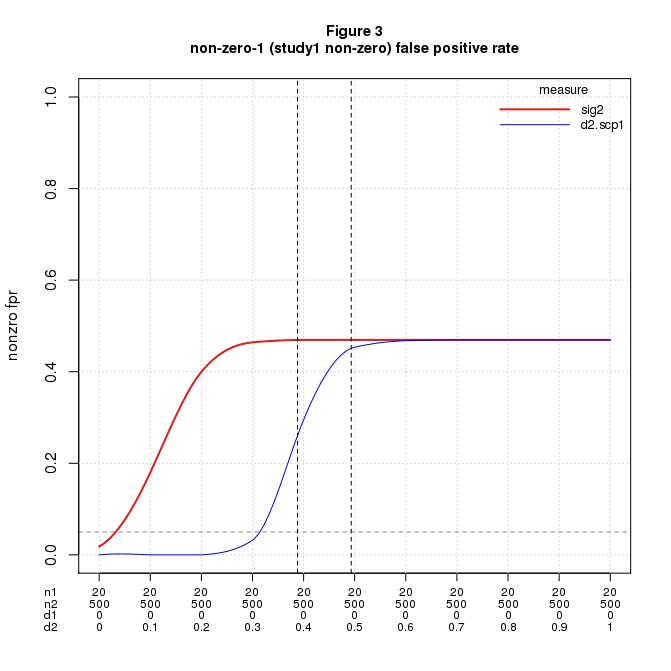 Figure 3
non-zero-1 (study1 non-zero) false positive rate
measure
sig2
d2.scp1
nonzro fpr
1.0
0.8
0.6
0.4
0.2
0.0
n1 20 20 20 20 20 20 20 20 20 20 20
n2 500 500 500 500 500 500 500 500 500 500 500
d1 0 0 0 0 0 0 0 0 0 0 0
d2 0 0.1 0.2 0.3 0.4 0.5 0.6 0.7 0.8 0.9 1